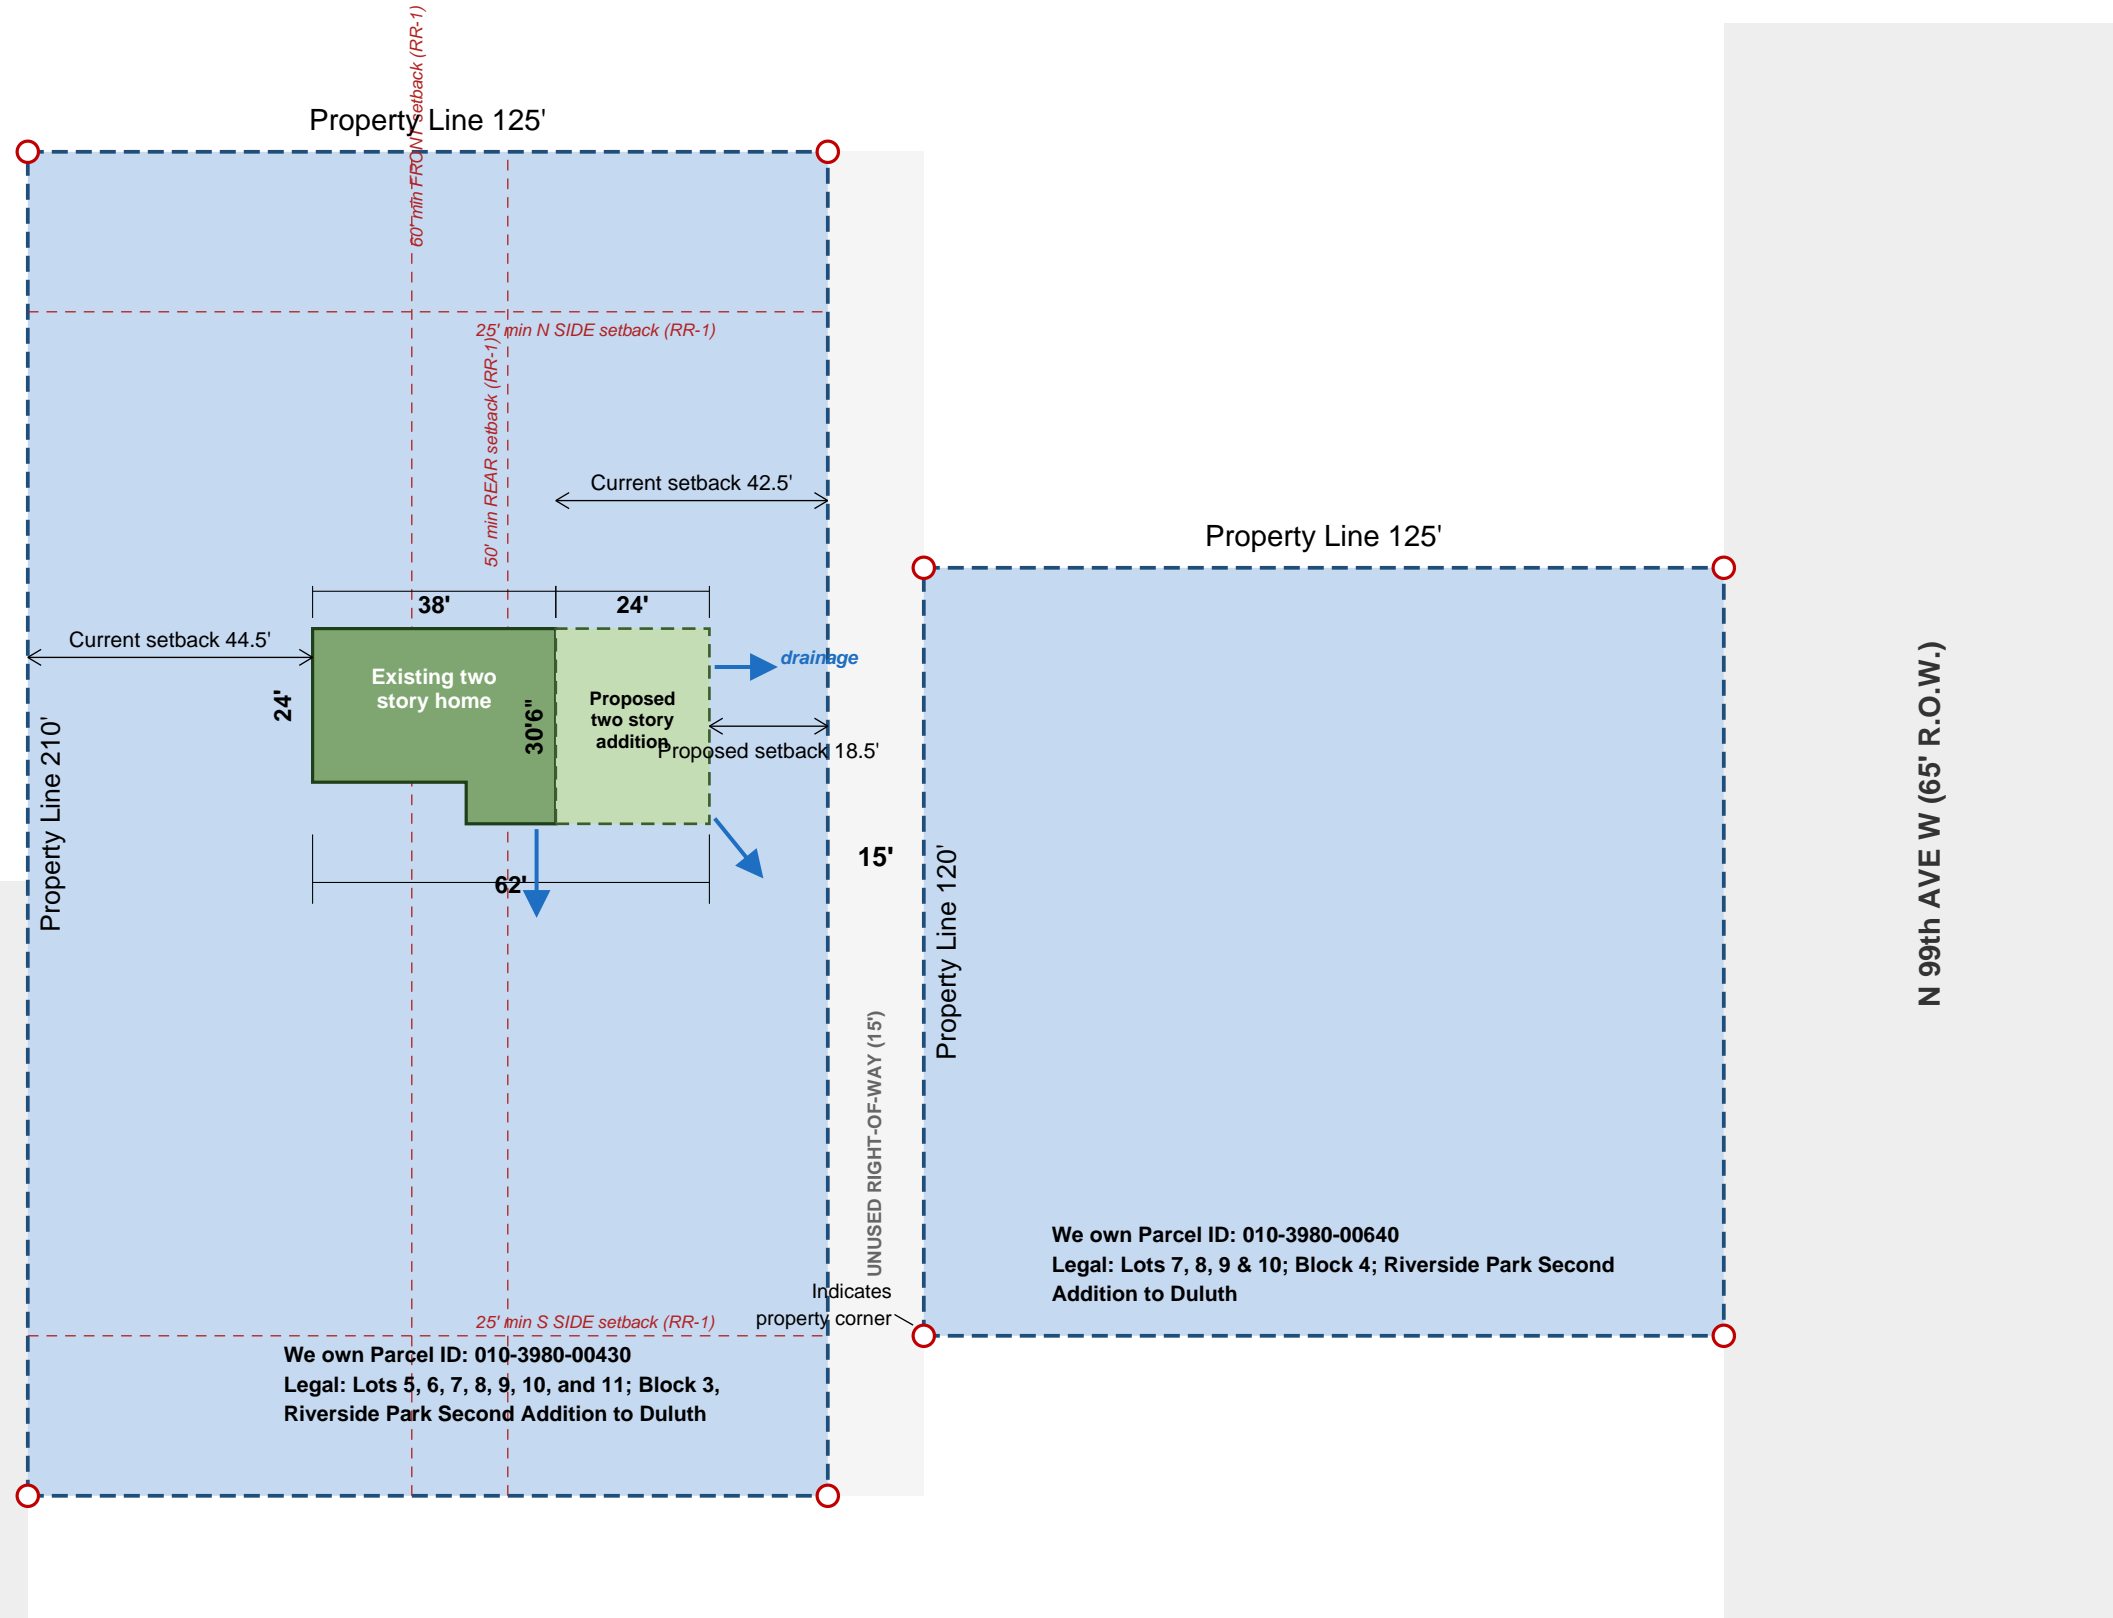 60' min FRONT setback (RR-1)
Property Line 125'
25' min N SIDE setback (RR-1)
50' min REAR setback (RR-1)
Current setback 42.5'
Property Line 125'
38'
24'
Current setback 44.5'
drainage
Existing two
story home
24'
30'6"
Proposed
two story
addition
Proposed setback 18.5'
Property Line 210'
62'
15'
Property Line 120'
N 99th AVE W (65' R.O.W.)
UNUSED RIGHT-OF-WAY (15')
We own Parcel ID: 010-3980-00640
Legal: Lots 7, 8, 9 & 10; Block 4; Riverside Park Second
Addition to Duluth
Indicates
property corner
25' min S SIDE setback (RR-1)
We own Parcel ID: 010-3980-00430
Legal: Lots 5, 6, 7, 8, 9, 10, and 11; Block 3,
Riverside Park Second Addition to Duluth